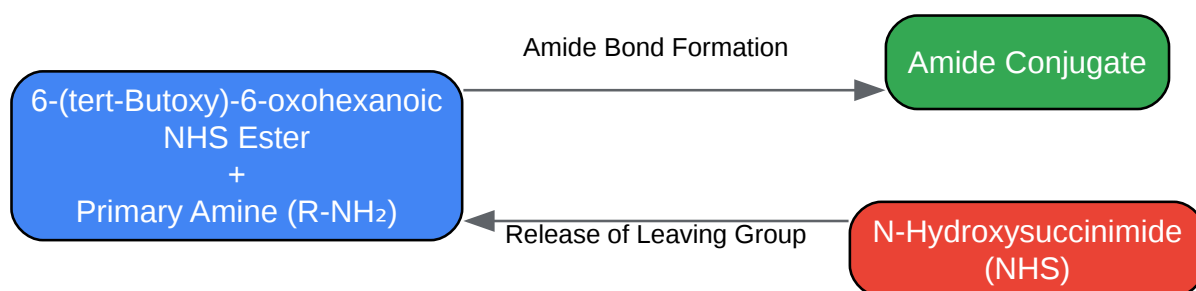 Amide Bond Formation
Amide Conjugate
6-(tert-Butoxy)-6-oxohexanoic
NHS Ester
+
Primary Amine (R-NH₂)
Release of Leaving Group
N-Hydroxysuccinimide
(NHS)